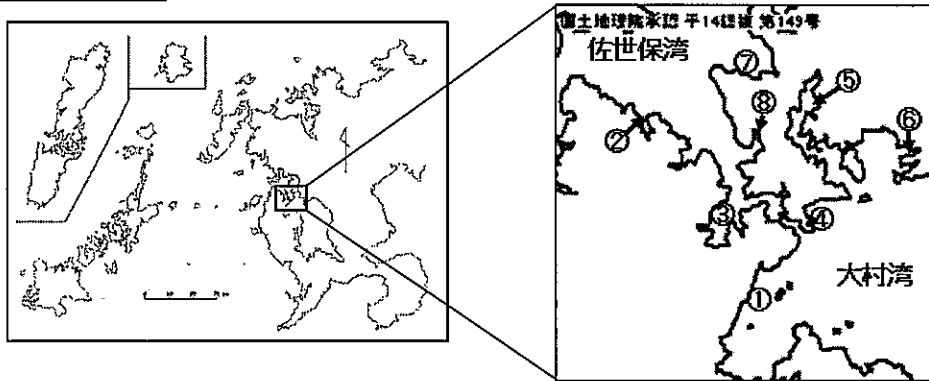 国土地理院承認 平14総複 第149号
佐世保湾
⑦
⑤
⑧
⑥
②
③
④
大村湾
①